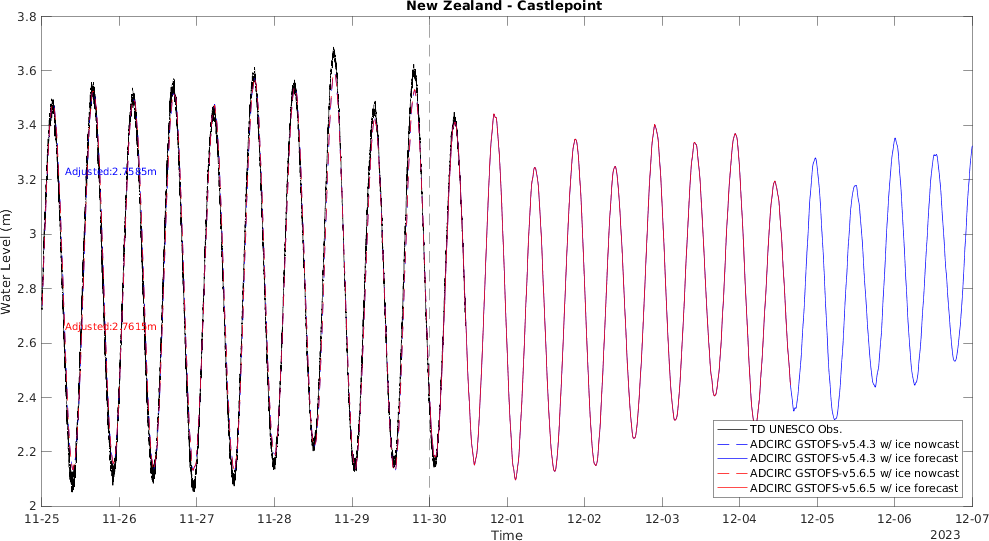 New Zealand - Castlepoint
3.8
3.6
3.4
3.2
3
2.8
2.6
2.4
2.2
2
Water Level (m)
Adjusted:2.7585m
Adjusted:2.7615m
TD UNESCO Obs.
ADCIRC GSTOFS-v5.4.3 w/ ice nowcast
ADCIRC GSTOFS-v5.4.3 w/ ice forecast
ADCIRC GSTOFS-v5.6.5 w/ ice nowcast
ADCIRC GSTOFS-v5.6.5 w/ ice forecast
11-25 11-26 11-27 11-28 11-29 11-30 12-01 12-02 12-03 12-04 12-05 12-06 12-07
Time
2023